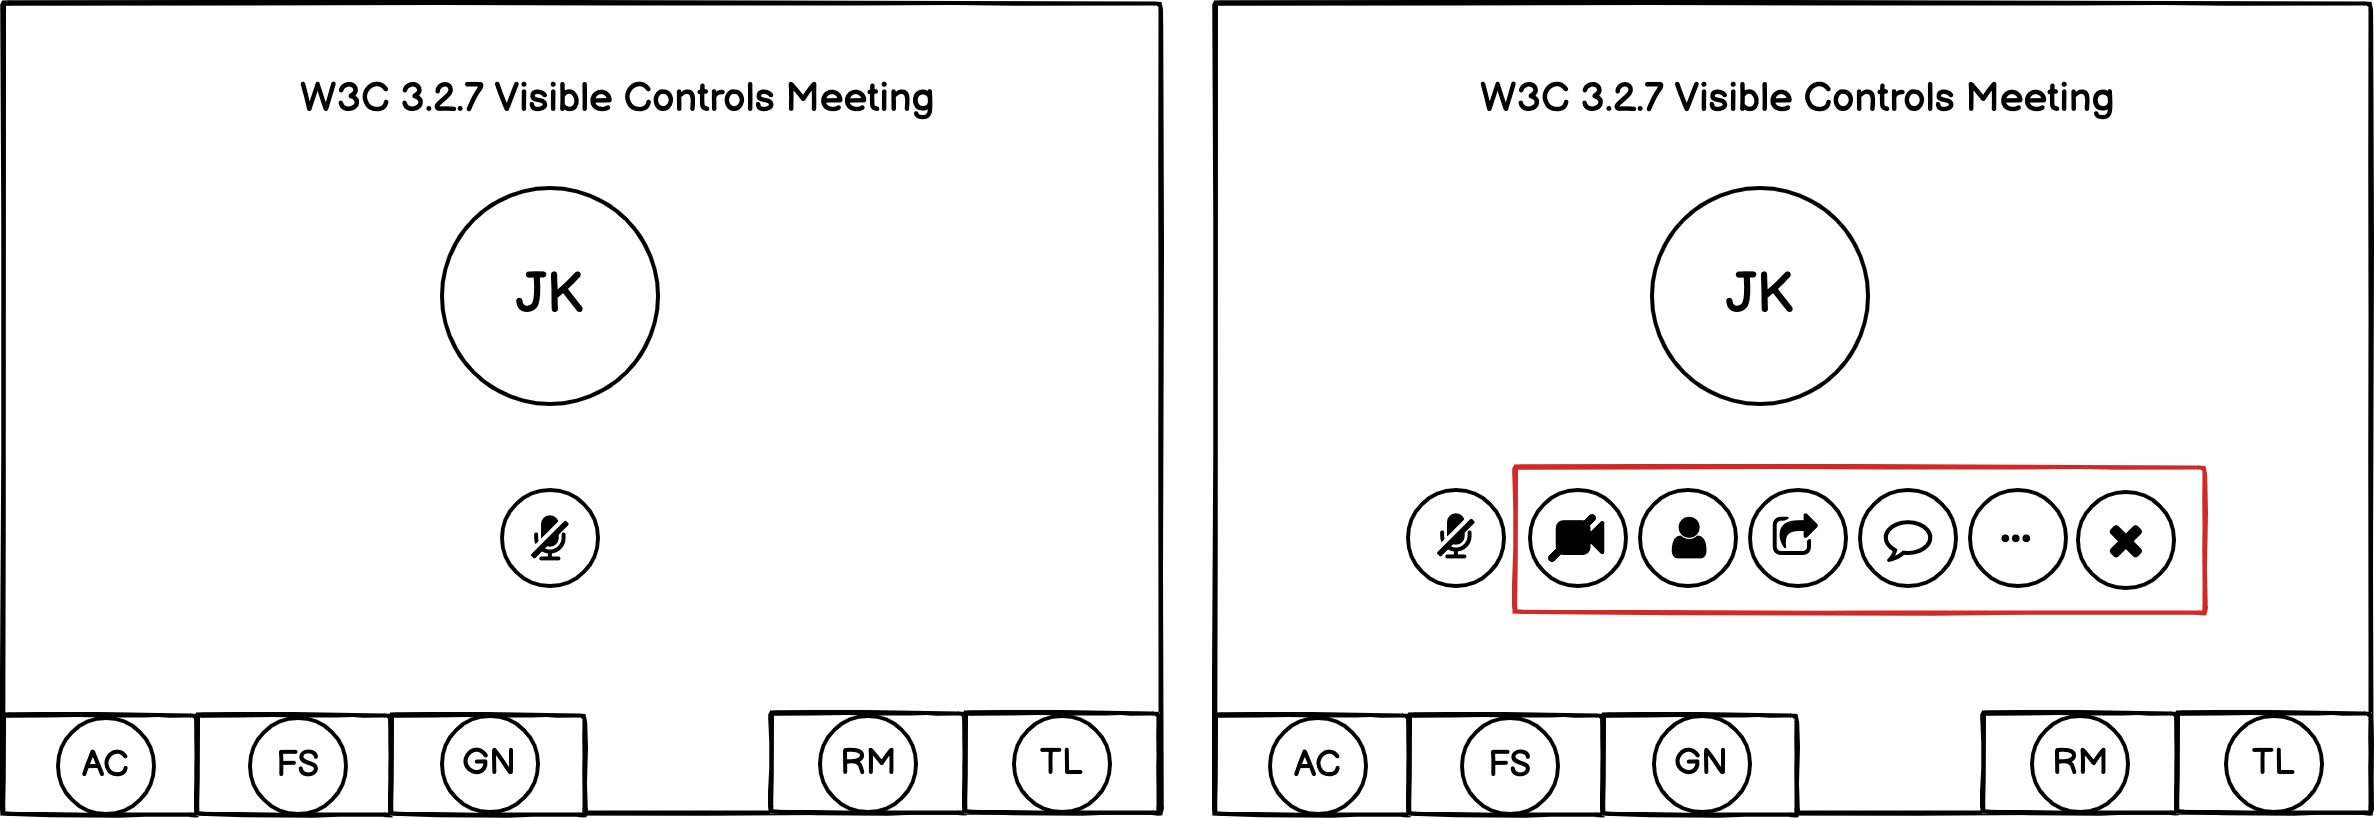 W3C 3.2.7 Visible Controls Meeting
JK
AC
FS
GN
RM
TL
W3C 3.2.7 Visible Controls Meeting
JK
AC
FS
GN
RM
TL